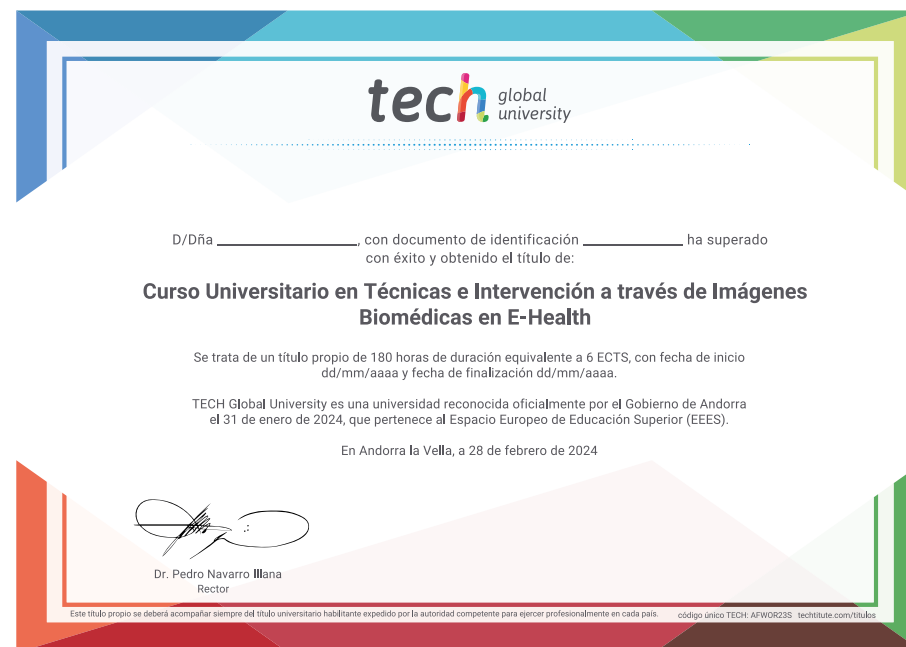 tech global university
D/Dña ________________, con documento de identificación ____________ ha superado
con éxito y obtenido el título de:
Curso Universitario en Técnicas e Intervención a través de Imágenes
Biomédicas en E-Health
Se trata de un título propio de 180 horas de duración equivalente a 6 ECTS, con fecha de inicio
dd/mm/aaaa y fecha de finalización dd/mm/aaaa.
TECH Global University es una universidad reconocida oficialmente por el Gobierno de Andorra
el 31 de enero de 2024, que pertenece al Espacio Europeo de Educación Superior (EEES).
En Andorra la Vella, a 28 de febrero de 2024
Dr. Pedro Navarro Illana
Rector
Este título propio se deberá acompañar siempre del título universitario habilitante expedido por la autoridad competente para ejercer profesionalmente en cada país. código único TECH: AFWOR23S techtitute.com/titulos